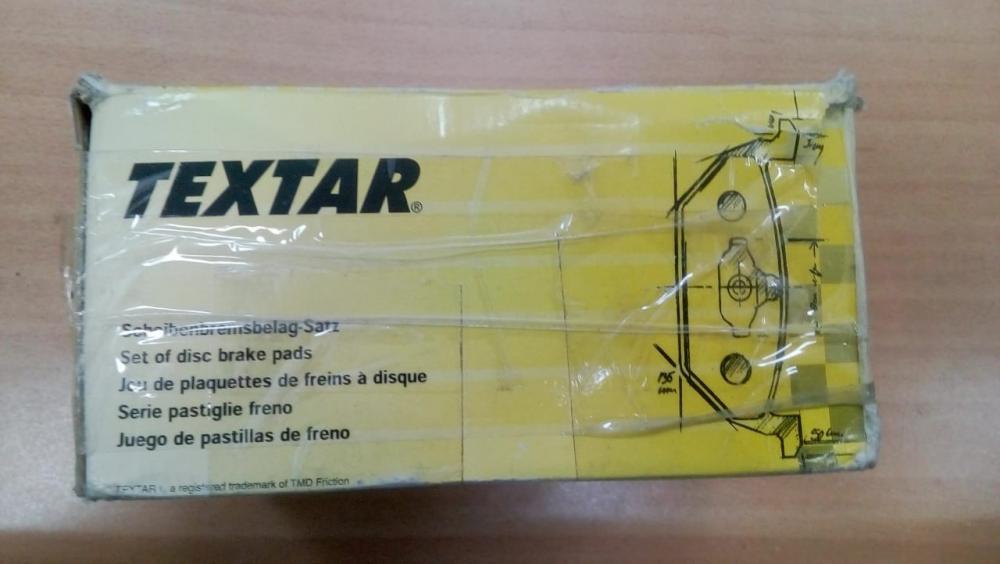 TEXTAR®
Scheibenbremsbelag-Satz
Set of disc brake pads
Jeu de plaquettes de freins à disque
Serie pastiglie freno
Juego de pastillas de freno
TEXTAR is a registered trademark of TMD Friction